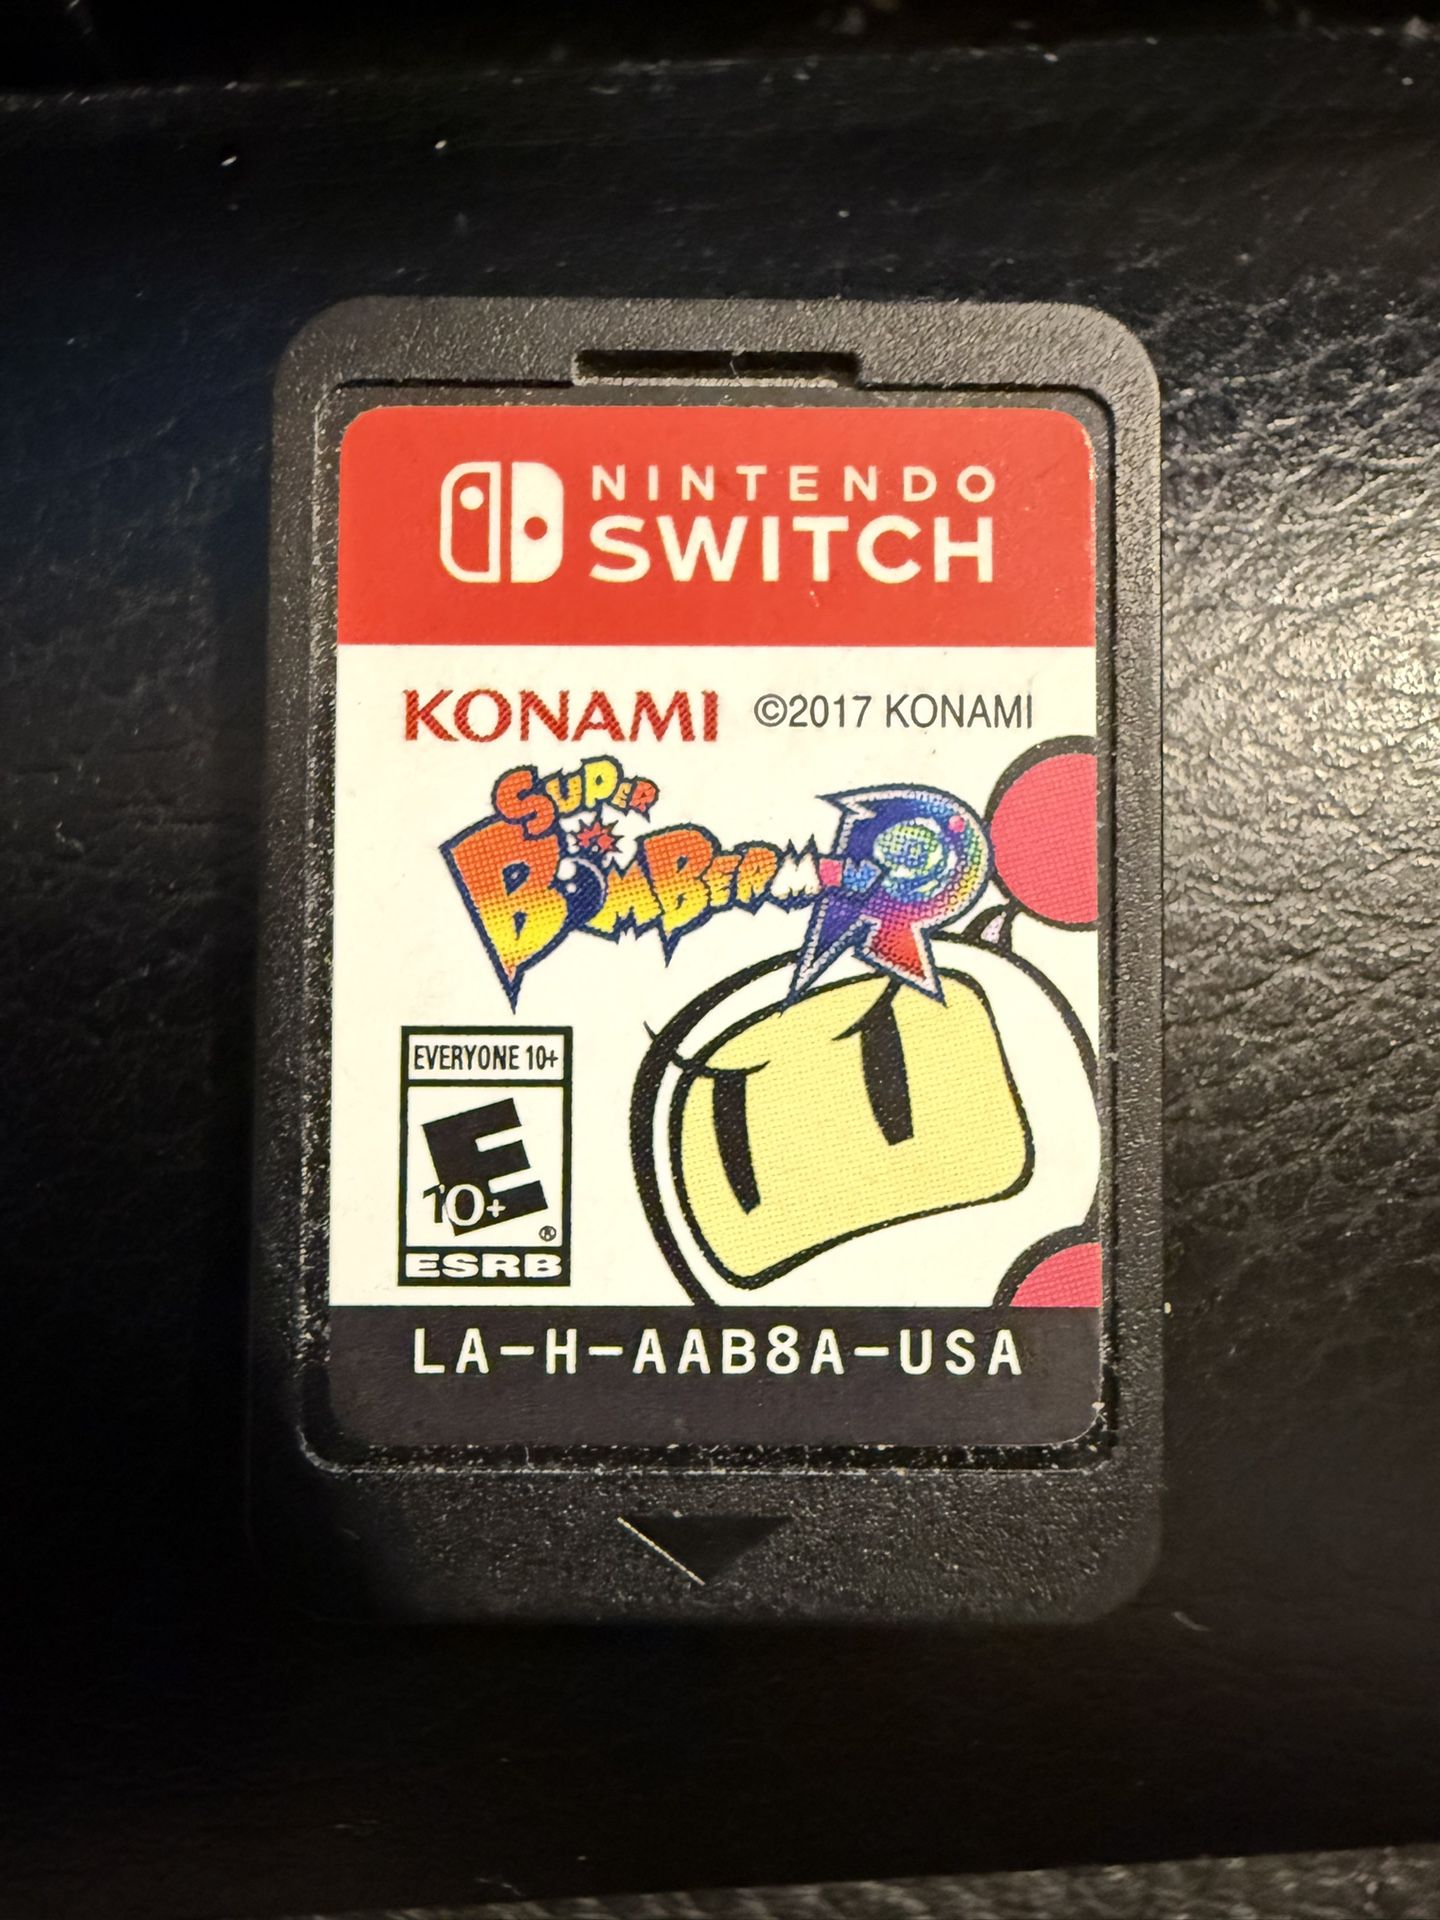 NINTENDO
SWITCH
KONAMI ©2017 KONAMI
SUPER
BOMBERMAN R
EVERYONE 10+
E
10+
®
ESRB
LA-H-AAB8A-USA